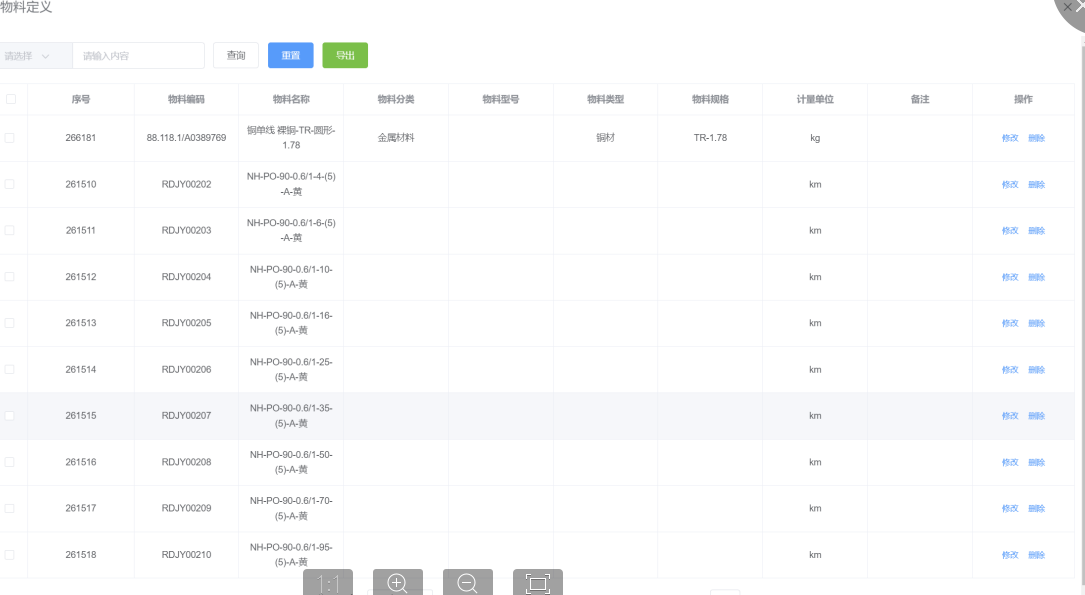 物料定义
请选择 请输入内容 查询 重置 导出
序号 物料编码 物料名称 物料分类 物料型号 物料类型 物料规格 计量单位 备注 操作
266181 88.118.1/A0389769 铜单线 裸铜-TR-圆形-1.78 金属材料 铜材 TR-1.78 kg 修改 删除
261510 RDJY00202 NH-PO-90-0.6/1-4-(5)-A-黄 km 修改 删除
261511 RDJY00203 NH-PO-90-0.6/1-6-(5)-A-黄 km 修改 删除
261512 RDJY00204 NH-PO-90-0.6/1-10-(5)-A-黄 km 修改 删除
261513 RDJY00205 NH-PO-90-0.6/1-16-(5)-A-黄 km 修改 删除
261514 RDJY00206 NH-PO-90-0.6/1-25-(5)-A-黄 km 修改 删除
261515 RDJY00207 NH-PO-90-0.6/1-35-(5)-A-黄 km 修改 删除
261516 RDJY00208 NH-PO-90-0.6/1-50-(5)-A-黄 km 修改 删除
261517 RDJY00209 NH-PO-90-0.6/1-70-(5)-A-黄 km 修改 删除
261518 RDJY00210 NH-PO-90-0.6/1-95-(5)-A-黄 km 修改 删除
1:1